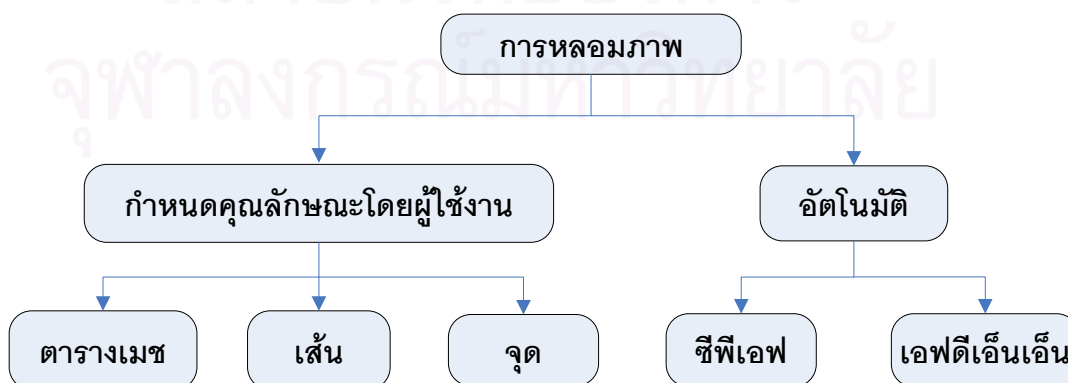 จุฬาลงกรณ์มหาวิทยาลัย
การหลอมภาพ
กำหนดคุณลักษณะโดยผู้ใช้งาน
อัตโนมัติ
ตารางเมช
เส้น
จุด
ซีพีเอฟ
เอฟดีเอ็นเอ็น